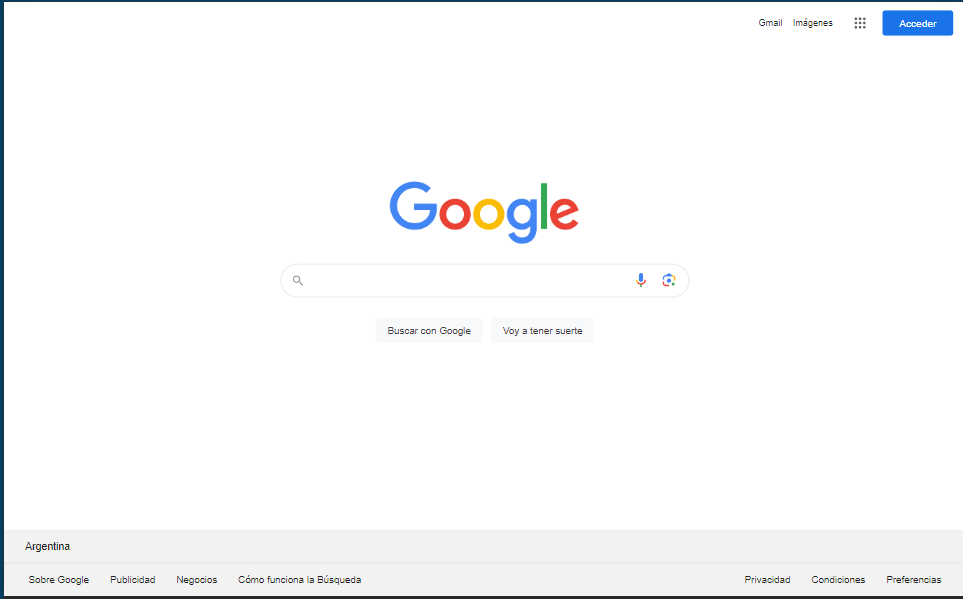 Gmail Imágenes Acceder
Google
Buscar con Google Voy a tener suerte
Argentina
Sobre Google Publicidad Negocios Cómo funciona la Búsqueda Privacidad Condiciones Preferencias